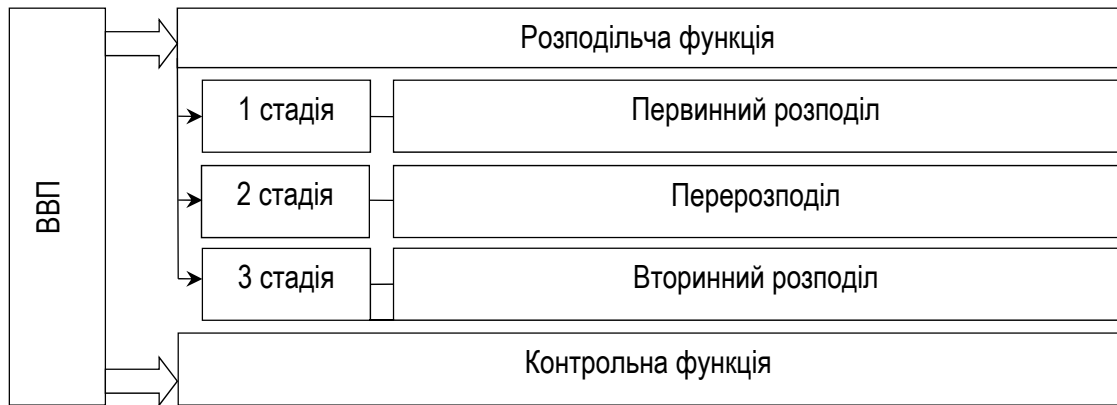 ВВП
Розподільча функція
1 стадія
Первинний розподіл
2 стадія
Перерозподіл
3 стадія
Вторинний розподіл
Контрольна функція